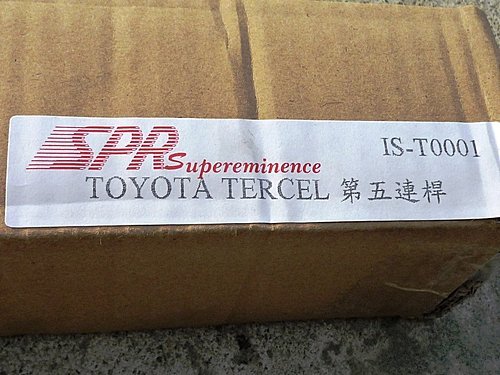 SPR Supereminence IS-T0001
TOYOTA TERCEL 第五連桿